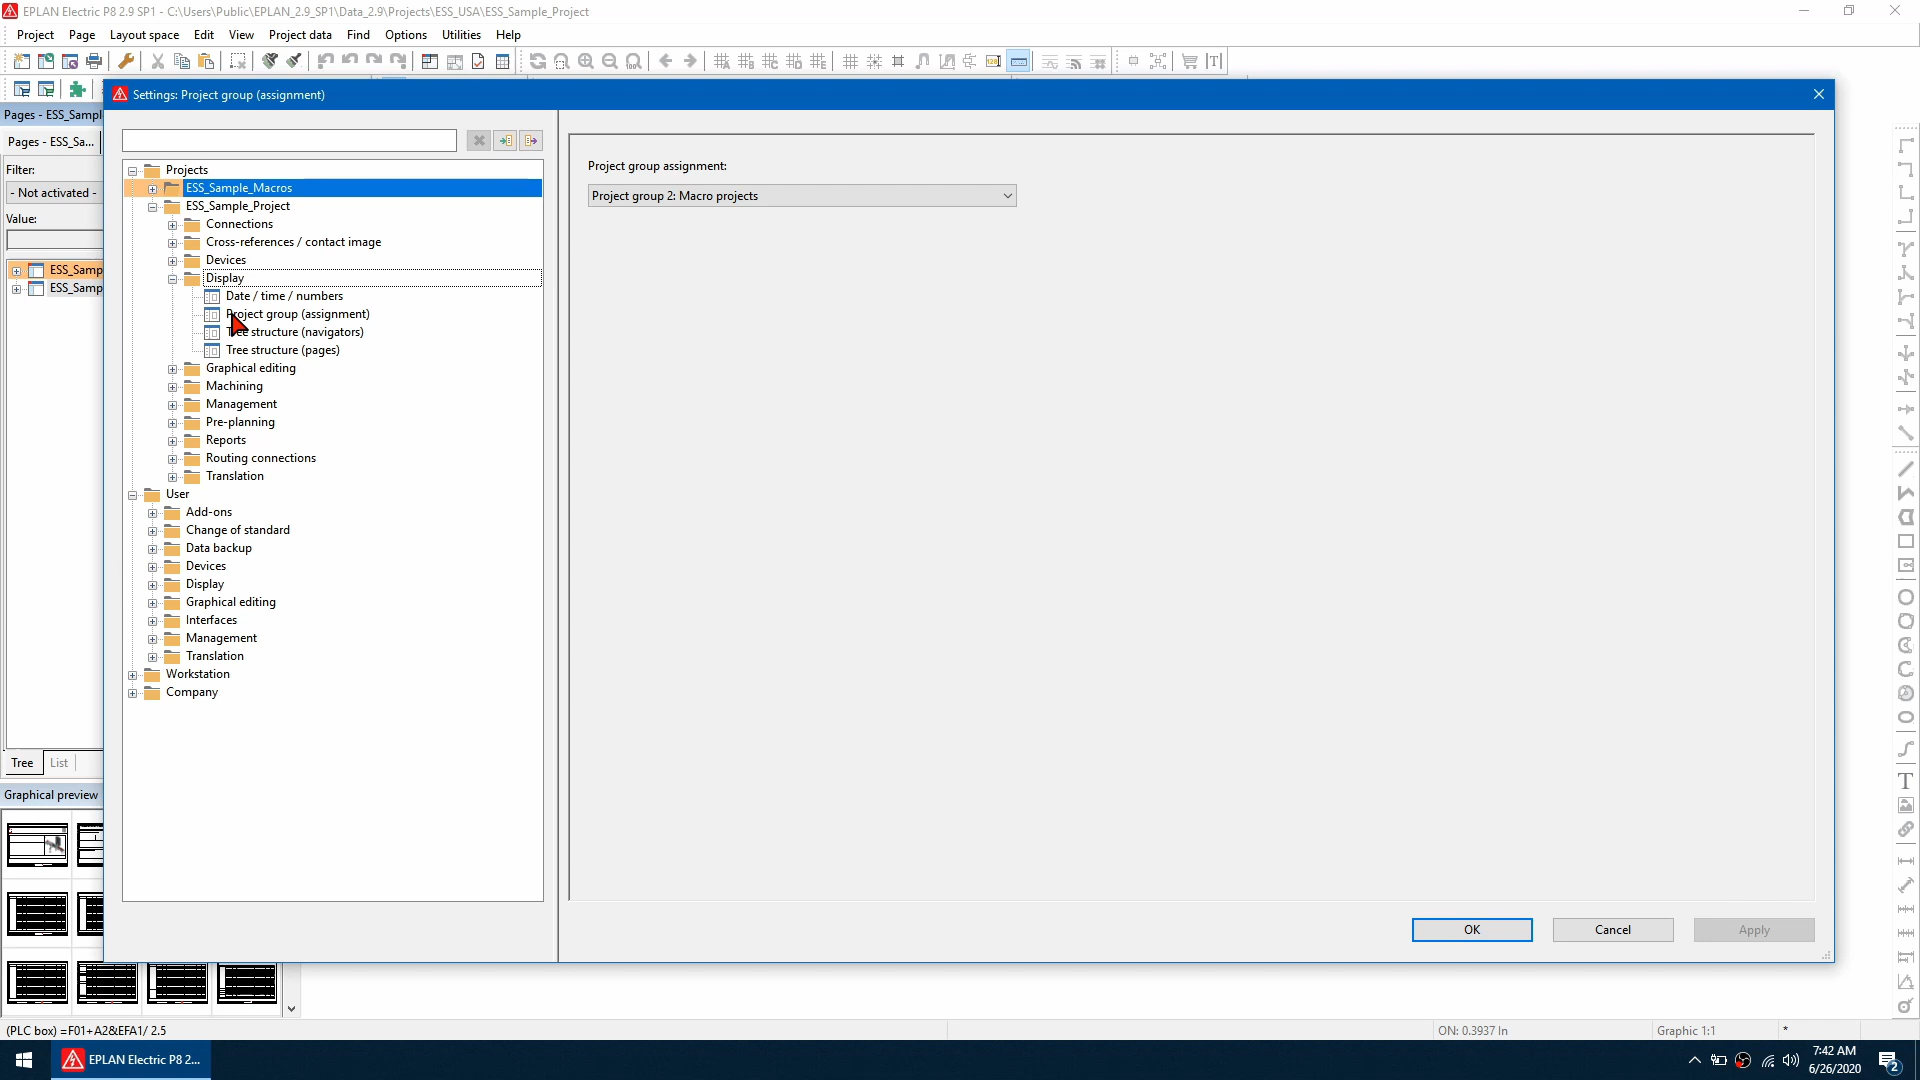 EPLAN Electric P8 2.9 SP1 - C:\Users\Public\EPLAN_2.9_SP1\Data_2.9\Projects\ESS_USA\ESS_Sample_Project
Project Page Layout space Edit View Project data Find Options Utilities Help
Settings: Project group (assignment)
Pages - ESS_Sampl
Pages - ESS_Sa...
Filter:
- Not activated -
Value:
ESS_Samp
ESS_Samp
Tree List
Graphical preview
Projects
ESS_Sample_Macros
ESS_Sample_Project
Connections
Cross-references / contact image
Devices
Display
Date / time / numbers
Project group (assignment)
Tree structure (navigators)
Tree structure (pages)
Graphical editing
Machining
Management
Pre-planning
Reports
Routing connections
Translation
User
Add-ons
Change of standard
Data backup
Devices
Display
Graphical editing
Interfaces
Management
Translation
Workstation
Company
Project group assignment:
Project group 2: Macro projects
OK Cancel Apply
(PLC box) =F01+A2&EFA1/ 2.5
ON: 0.3937 In
Graphic 1:1
*
EPLAN Electric P8 2...
7:42 AM
6/26/2020
2